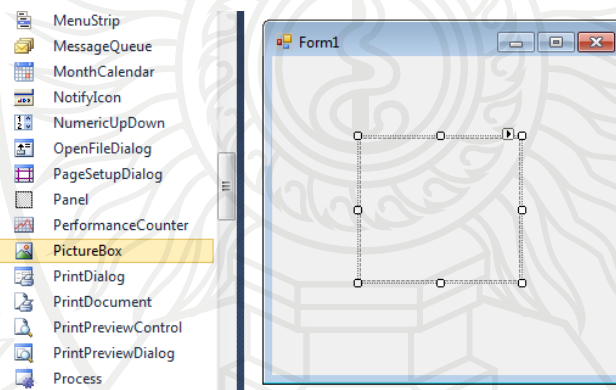 MenuStrip
MessageQueue
MonthCalendar
NotifyIcon
NumericUpDown
OpenFileDialog
PageSetupDialog
Panel
PerformanceCounter
PictureBox
PrintDialog
PrintDocument
PrintPreviewControl
PrintPreviewDialog
Process
Form1